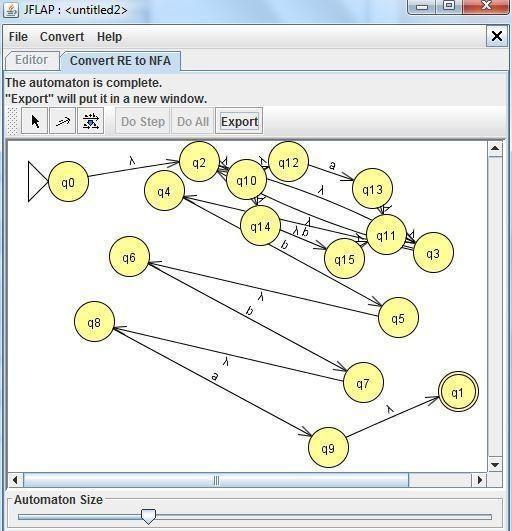 JFLAP : <untitled2>
File Convert Help
Editor Convert RE to NFA
The automaton is complete.
"Export" will put it in a new window.
Do Step Do All Export
q0
λ
q2
λ
q10
λ
q12
a
q13
λ
q4
λ
q14
λ
λ b
q15
λ
q11
λ
q3
b
q6
λ
q5
b
q8
λ
q7
a
q9
λ
q1
Automaton Size